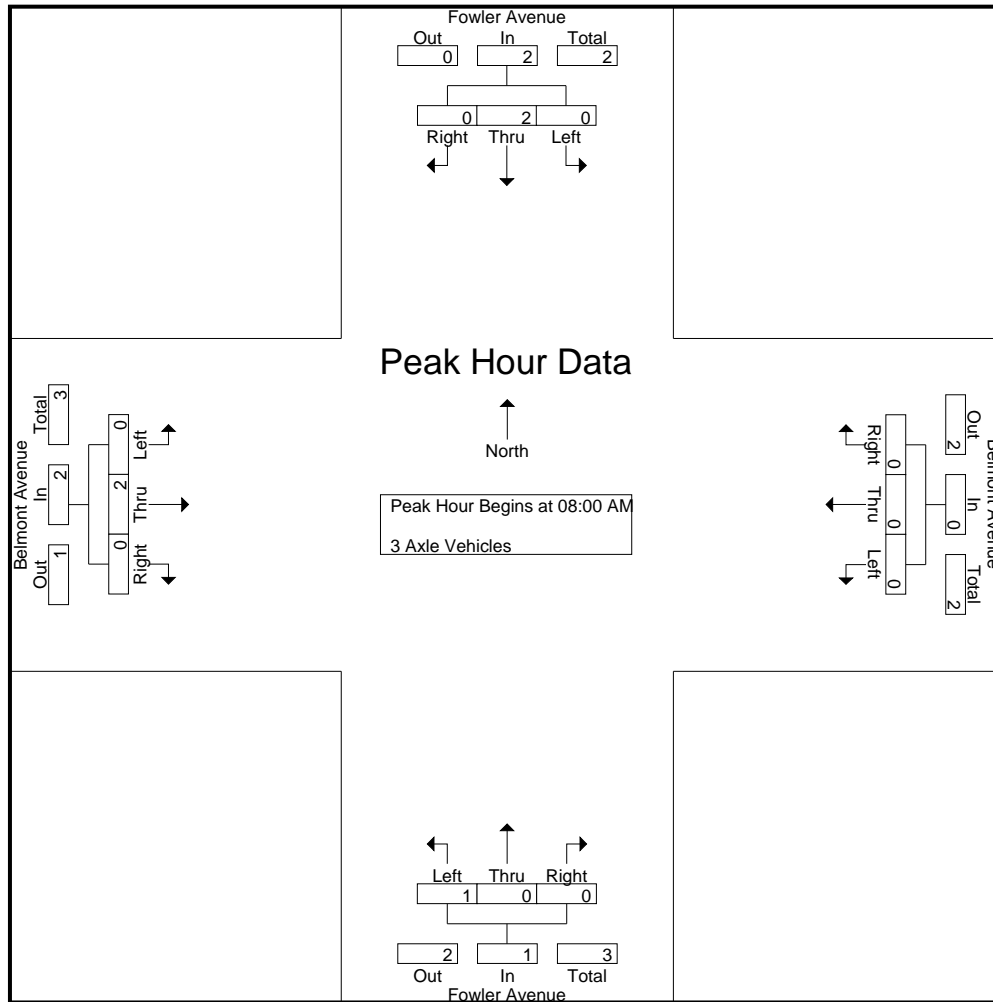 Fowler Avenue
Out In Total
0 2 2
0 2 0
Right Thru Left
Peak Hour Data
North
Peak Hour Begins at 08:00 AM
3 Axle Vehicles
Belmont Avenue
Out In Total
1 2 3
0 2 0
Right Thru Left
Belmont Avenue
Out In Total
2 0 2
0 0 0
Right Thru Left
Left Thru Right
1 0 0
2 1 3
Out In Total
Fowler Avenue